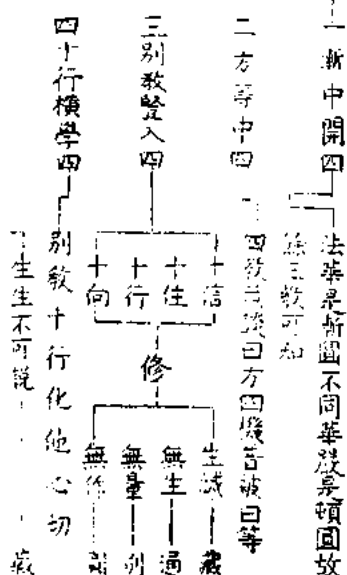 一漸中開四
法華是漸圓不同華嚴是頓圓故
餘三教可知
二方等中四
四教並談曰方四機普被曰等
三別教豎入四
十信
十住
十行
十向
修
生滅 藏
無生 通
無量 別
無作
四十行橫學四
別教十行化他心切
生生不可說 藏